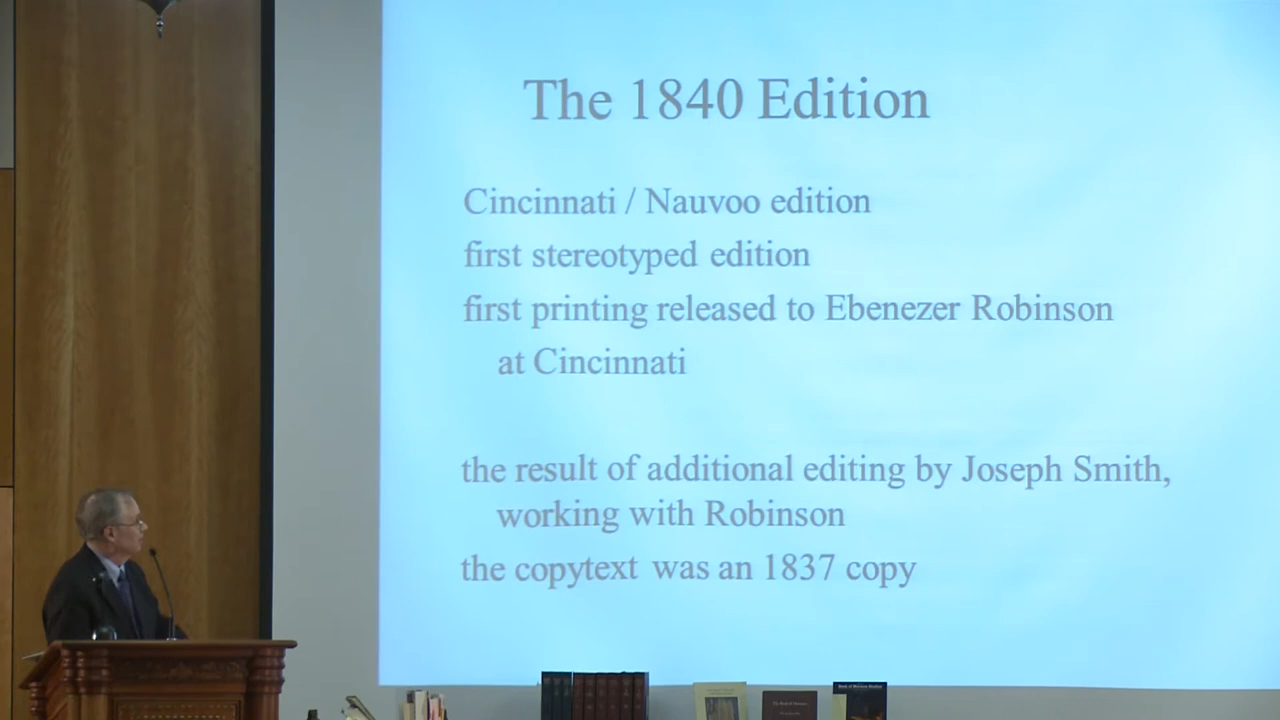 The 1840 Edition
Cincinnati / Nauvoo edition
first stereotyped edition
first printing released to Ebenezer Robinson
at Cincinnati
the result of additional editing by Joseph Smith,
working with Robinson
the copytext was an 1837 copy